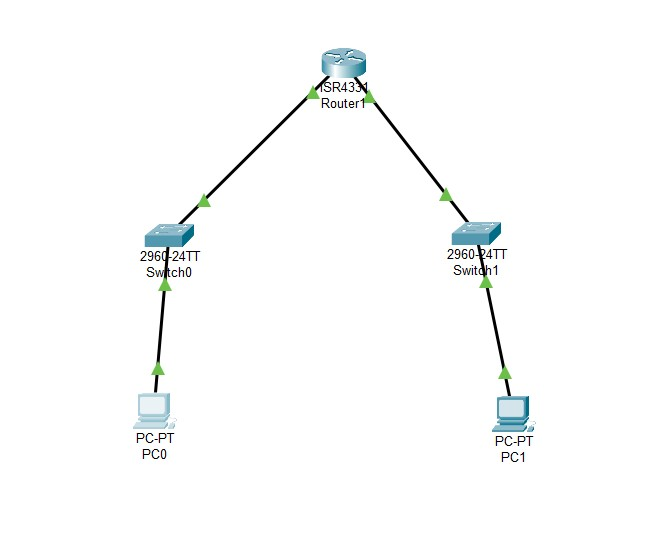 ISR4331
Router1
2960-24TT
Switch0
2960-24TT
Switch1
PC-PT
PC0
PC-PT
PC1